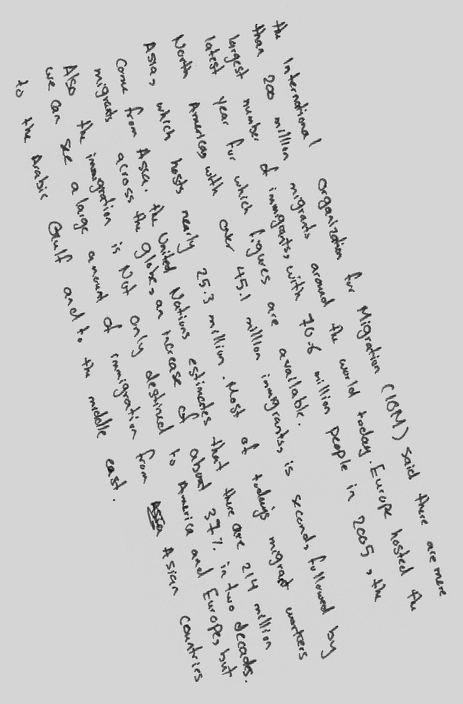 the International Organization for Migration (IOM) said there are more
than 200 million migrants around the world today. Europe hosted the
largest number of immigrants, with 70.6 million people in 2005, the
latest year for which figures are available.
North Americas with over 45.1 million immigrants, is second, followed by
Asia, which hosts nearly 25.3 million. Most of today's migrant workers
Come from Asia. the United Nations estimates that there are 214 million
migrants across the globe, an increase of about 37% in two decades.
Also the immigration is Not only destined to America and Europe, but
we can see a large amount of immigration from Asian countries
to the Arabic Gulf and to the middle east.